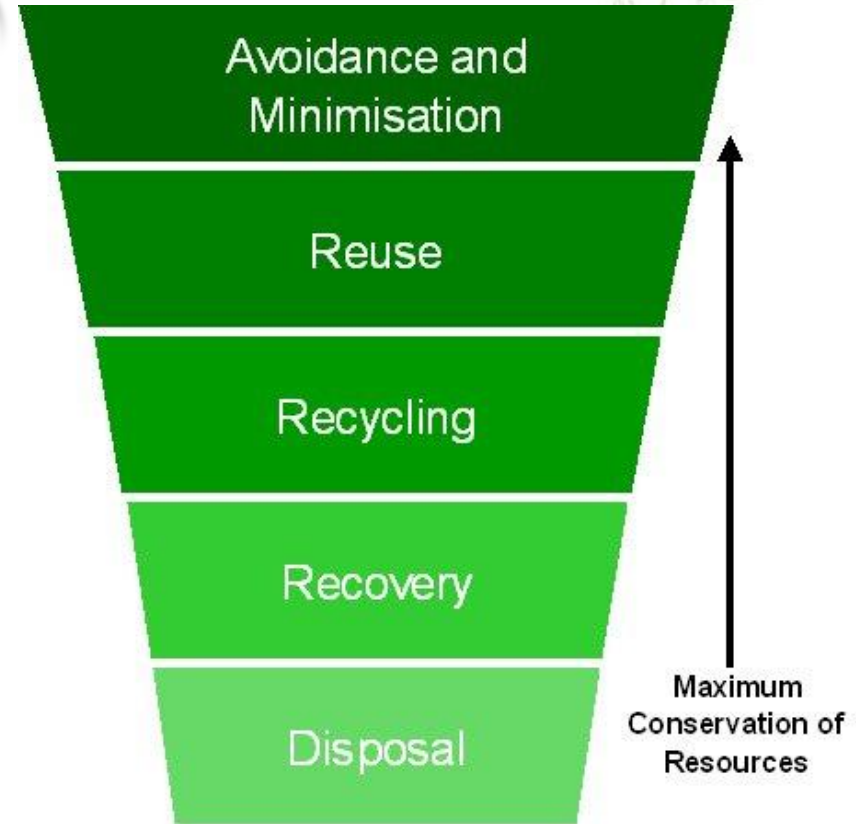 Avoidance and
Minimisation
Reuse
Recycling
Recovery
Disposal
Maximum
Conservation of
Resources